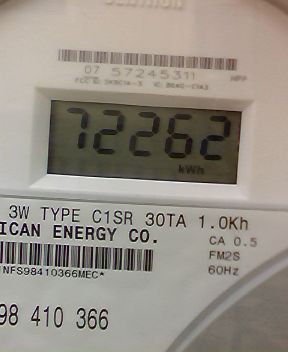 07 57245311
72262
kWh
3W TYPE C1SR 30TA 1.0Kh
ICAN ENERGY CO.
CA 0.5
FM2S
60Hz
NFS98410366MEC*
98 410 366